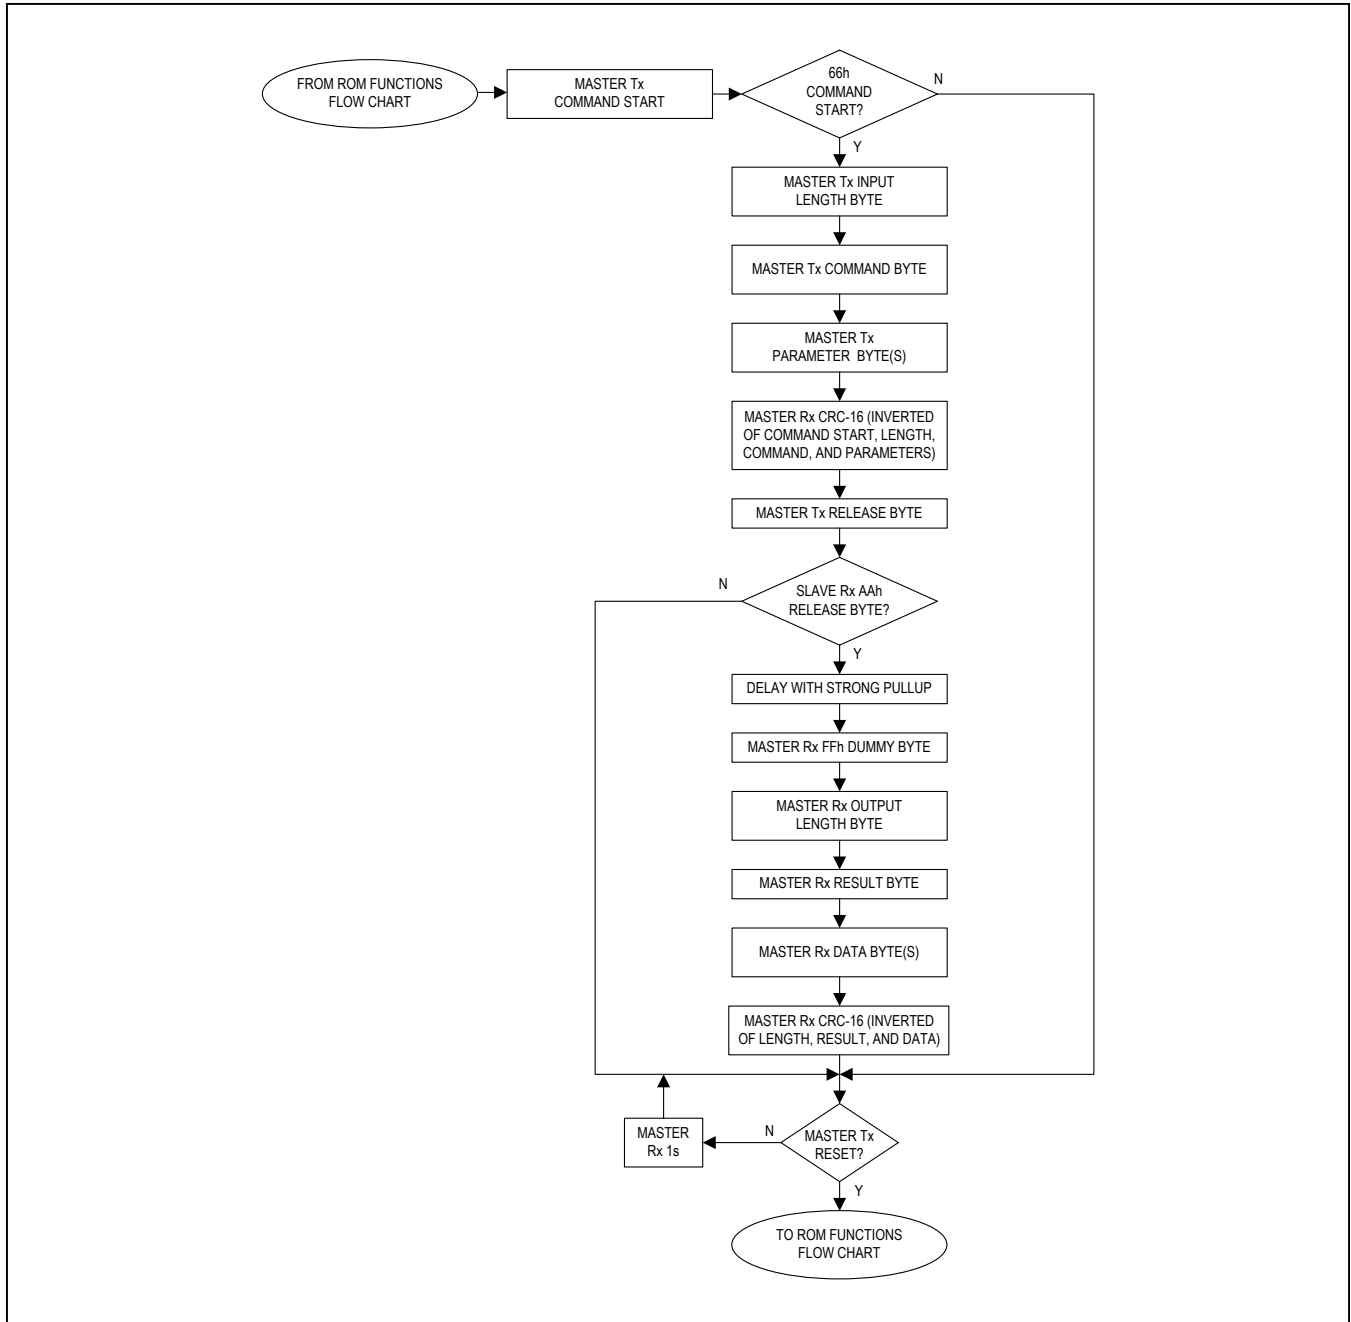 FROM ROM FUNCTIONS
FLOW CHART
MASTER Tx
COMMAND START
66h
COMMAND
START?
N
Y
MASTER Tx INPUT
LENGTH BYTE
MASTER Tx COMMAND BYTE
MASTER Tx
PARAMETER BYTE(S)
MASTER Rx CRC-16 (INVERTED
OF COMMAND START, LENGTH,
COMMAND, AND PARAMETERS)
MASTER Tx RELEASE BYTE
N
SLAVE Rx AAh
RELEASE BYTE?
Y
DELAY WITH STRONG PULLUP
MASTER Rx FFh DUMMY BYTE
MASTER Rx OUTPUT
LENGTH BYTE
MASTER Rx RESULT BYTE
MASTER Rx DATA BYTE(S)
MASTER Rx CRC-16 (INVERTED
OF LENGTH, RESULT, AND DATA)
MASTER
Rx 1s
N
MASTER Tx
RESET?
Y
TO ROM FUNCTIONS
FLOW CHART